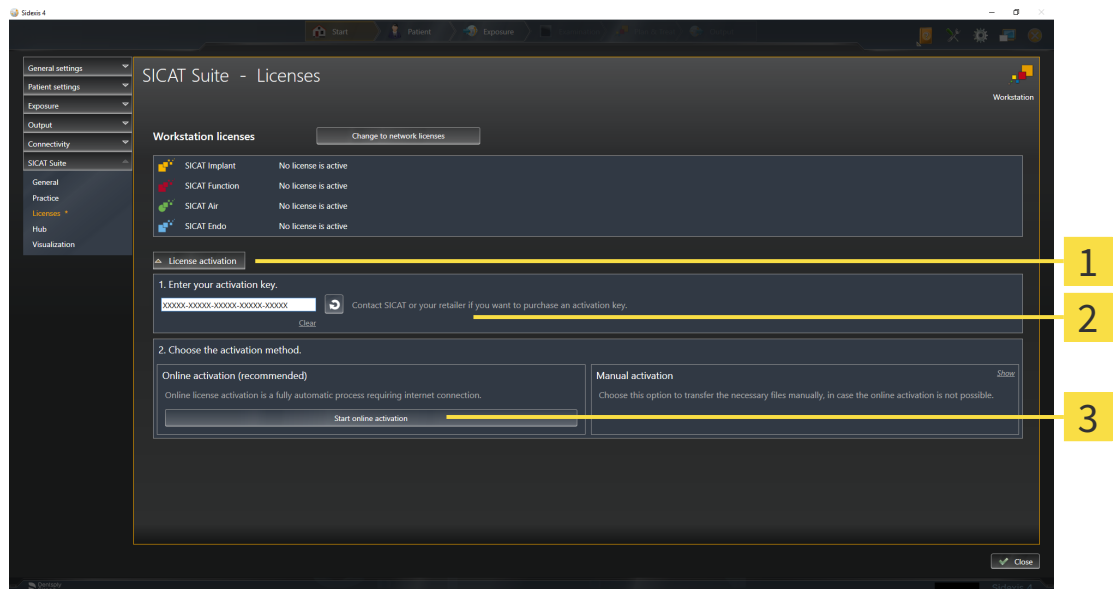 Sidexis 4
Start
Patient
Exposure
General settings
Patient settings
Exposure
Output
Connectivity
SICAT Suite
General
Practice
Licenses *
Hub
Visualization
SICAT Suite - Licenses
Workstation
Workstation licenses
Change to network licenses
SICAT Implant No license is active
SICAT Function No license is active
SICAT Air No license is active
SICAT Endo No license is active
License activation
1. Enter your activation key.
XXXXX-XXXXX-XXXXX-XXXXX-XXXXX
Contact SICAT or your retailer if you want to purchase an activation key.
Clear
2. Choose the activation method.
Online activation (recommended)
Online license activation is a fully automatic process requiring internet connection.
Start online activation
Manual activation
Show
Choose this option to transfer the necessary files manually, in case the online activation is not possible.
1
2
3
Close
Dentsply
Sidexis 4